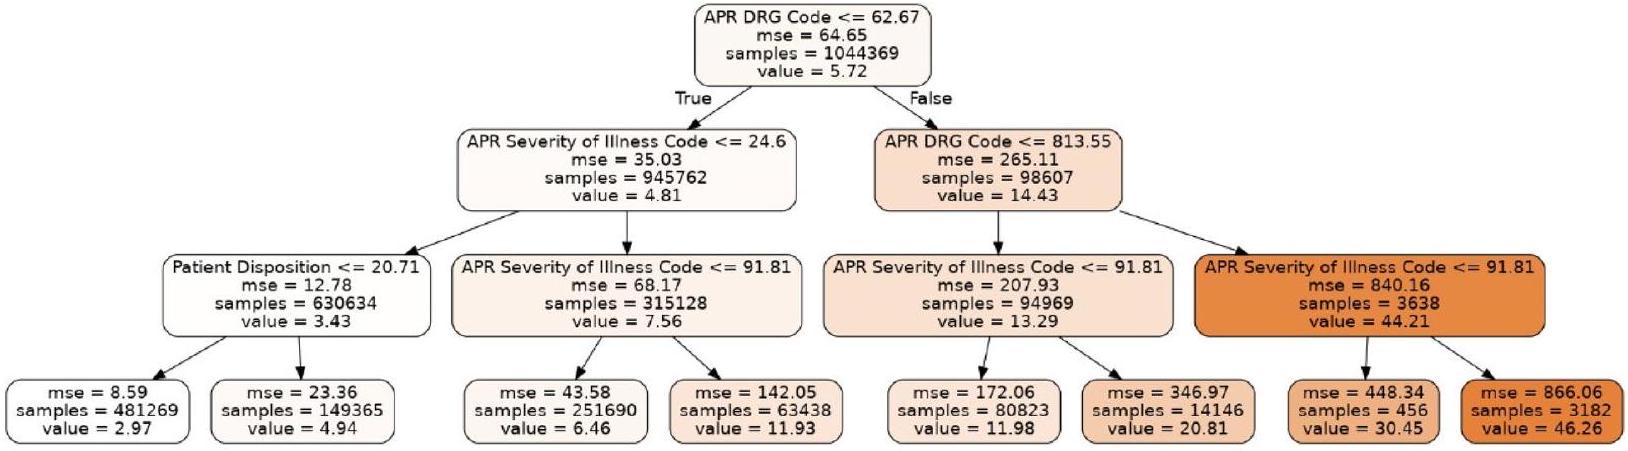 APR DRG Code <= 62.67
mse = 64.65
samples = 1044369
value = 5.72
True
False
APR Severity of Illness Code <= 24.6
mse = 35.03
samples = 945762
value = 4.81
APR DRG Code <= 813.55
mse = 265.11
samples = 98607
value = 14.43
Patient Disposition <= 20.71
mse = 12.78
samples = 630634
value = 3.43
APR Severity of Illness Code <= 91.81
mse = 68.17
samples = 315128
value = 7.56
APR Severity of Illness Code <= 91.81
mse = 207.93
samples = 94969
value = 13.29
APR Severity of Illness Code <= 91.81
mse = 840.16
samples = 3638
value = 44.21
mse = 8.59
samples = 481269
value = 2.97
mse = 23.36
samples = 149365
value = 4.94
mse = 43.58
samples = 251690
value = 6.46
mse = 142.05
samples = 63438
value = 11.93
mse = 172.06
samples = 80823
value = 11.98
mse = 346.97
samples = 14146
value = 20.81
mse = 448.34
samples = 456
value = 30.45
mse = 866.06
samples = 3182
value = 46.26